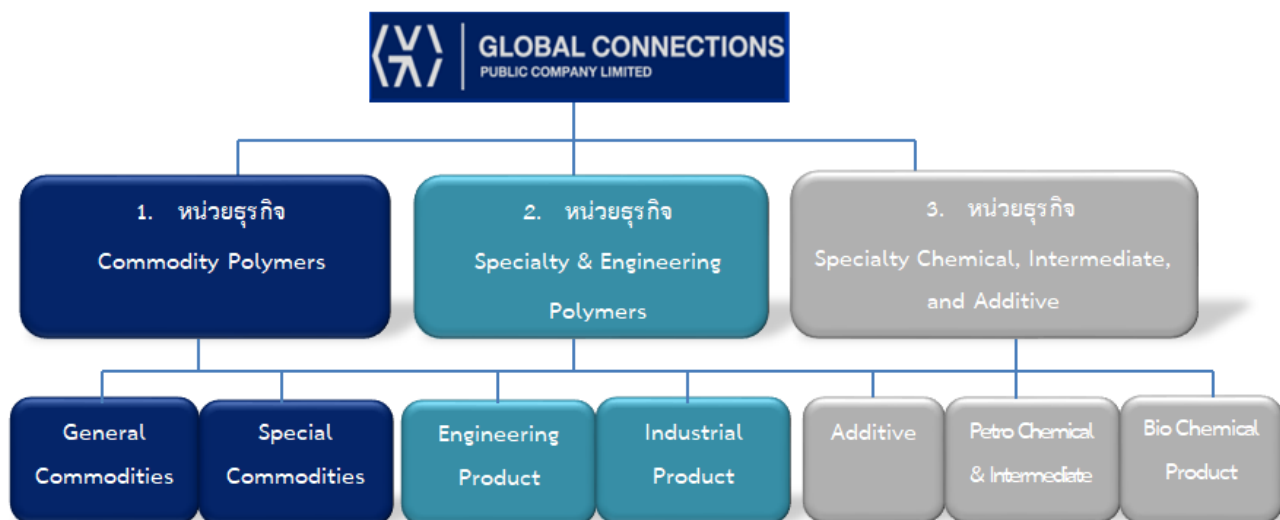 GLOBAL CONNECTIONS
PUBLIC COMPANY LIMITED
1. หน่วยธุรกิจ
Commodity Polymers
2. หน่วยธุรกิจ
Specialty & Engineering
Polymers
3. หน่วยธุรกิจ
Specialty Chemical, Intermediate,
and Additive
General
Commodities
Special
Commodities
Engineering
Product
Industrial
Product
Additive
Petro Chemical
& Intermediate
Bio Chemical
Product